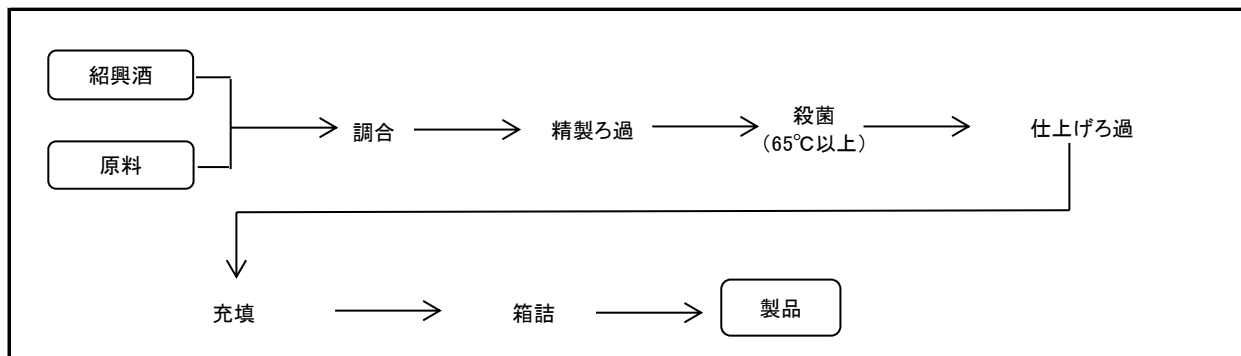 紹興酒
原料
調合
精製ろ過
殺菌
（65℃以上）
仕上げろ過
充填
箱詰
製品